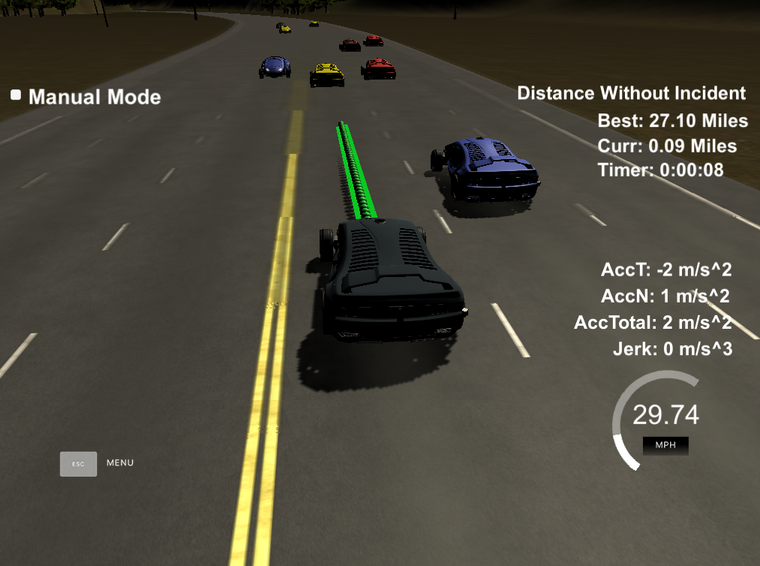 Manual Mode
Distance Without Incident
Best: 27.10 Miles
Curr: 0.09 Miles
Timer: 0:00:08
AccT: -2 m/s^2
AccN: 1 m/s^2
AccTotal: 2 m/s^2
Jerk: 0 m/s^3
29.74
MPH
ESC MENU